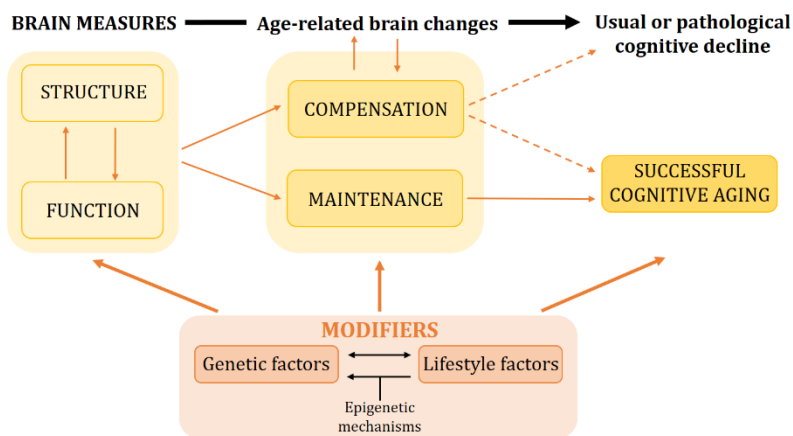 BRAIN MEASURES
Age-related brain changes
Usual or pathological
cognitive decline
STRUCTURE
FUNCTION
COMPENSATION
MAINTENANCE
SUCCESSFUL
COGNITIVE AGING
MODIFIERS
Genetic factors
Lifestyle factors
Epigenetic
mechanisms